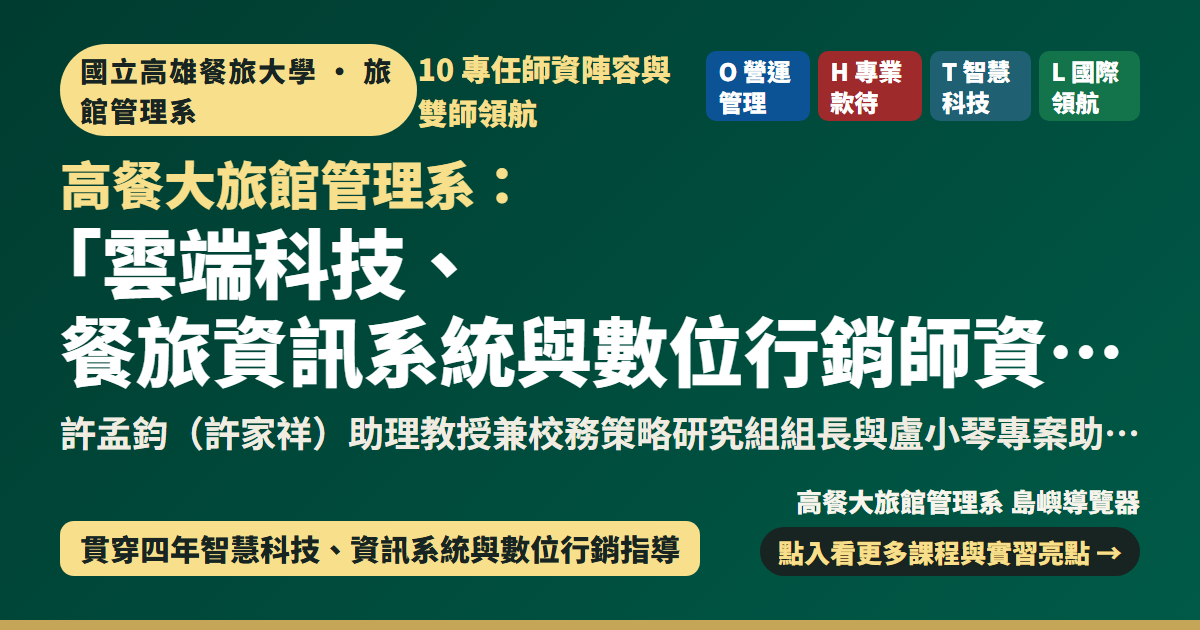 國立高雄餐旅大學 · 旅
館管理系
10 專任師資陣容與
雙師領航
O 營運
管理
H 專業
款待
T 智慧
科技
L 國際
領航
高餐大旅館管理系：
「雲端科技、
餐旅資訊系統與數位行銷師資…
許孟鈞（許家祥）助理教授兼校務策略研究組組長與盧小琴專案助…
高餐大旅館管理系 島嶼導覽器
貫穿四年智慧科技、資訊系統與數位行銷指導
點入看更多課程與實習亮點 →